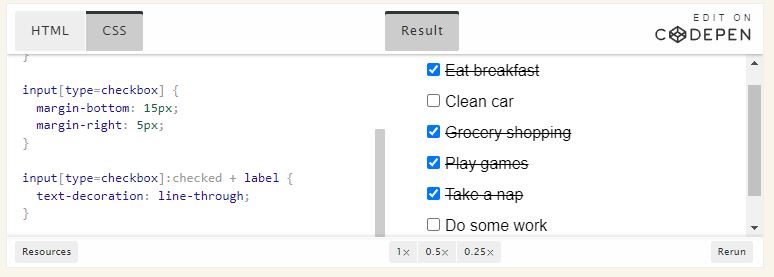 HTML
CSS
Result
EDIT ON
CODEPEN
}
input[type=checkbox] {
margin-bottom: 15px;
margin-right: 5px;
}
input[type=checkbox]:checked + label {
text-decoration: line-through;
}
Eat breakfast
Clean car
Grocery shopping
Play games
Take a nap
Do some work
Resources
1×
0.5×
0.25×
Rerun